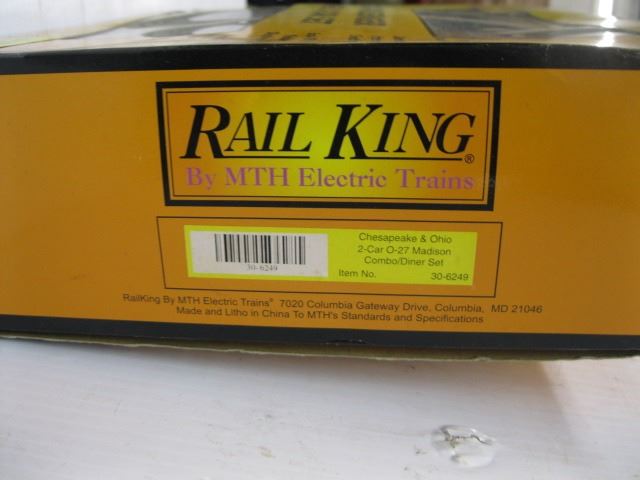 RAIL KING®
By MTH Electric Trains
30-6249
Chesapeake & Ohio
2-Car O-27 Madison
Combo/Diner Set
Item No. 30-6249
RailKing By MTH Electric Trains® 7020 Columbia Gateway Drive, Columbia, MD 21046
Made and Litho in China To MTH's Standards and Specifications